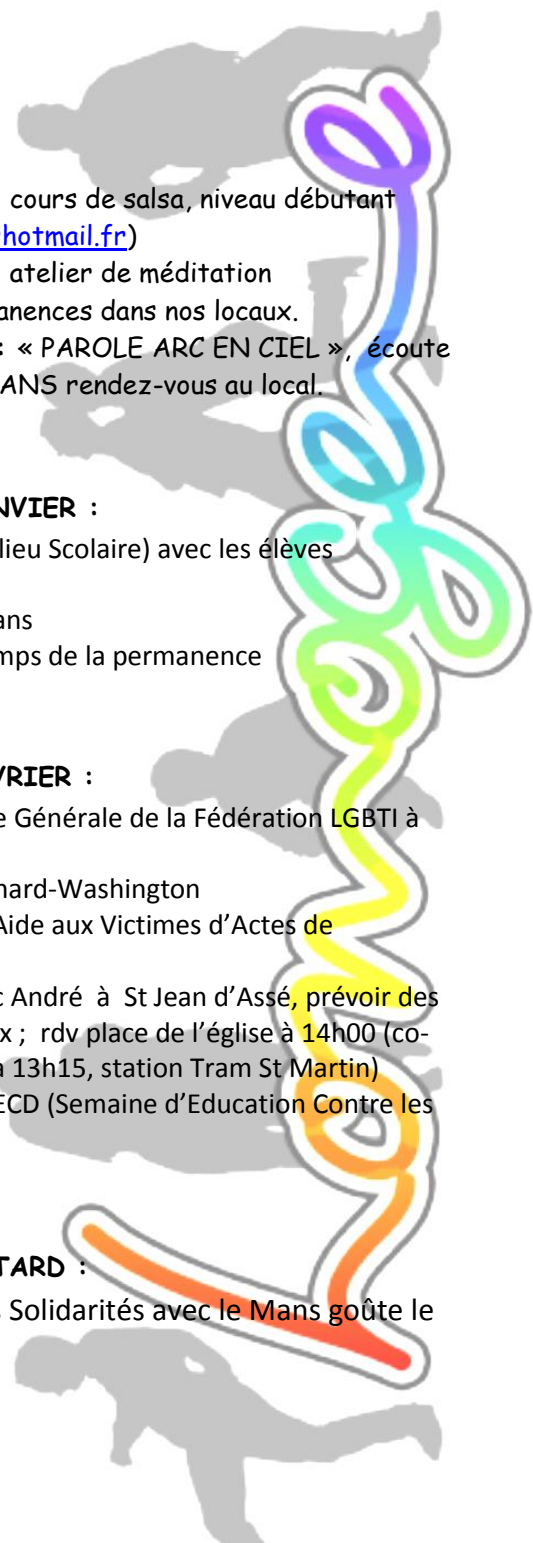 cours de salsa, niveau débutant
hotmail.fr)
atelier de méditation
anences dans nos locaux.
: « PAROLE ARC EN CIEL », écoute
ANS rendez-vous au local.
NVIER :
lieu Scolaire) avec les élèves
ans
mps de la permanence
VRIER :
e Générale de la Fédération LGBTI à
nard-Washington
Aide aux Victimes d’Actes de
c André à St Jean d’Assé, prévoir des
x ; rdv place de l’église à 14h00 (co-
à 13h15, station Tram St Martin)
ECD (Semaine d’Education Contre les
TARD :
s Solidarités avec le Mans goûte le